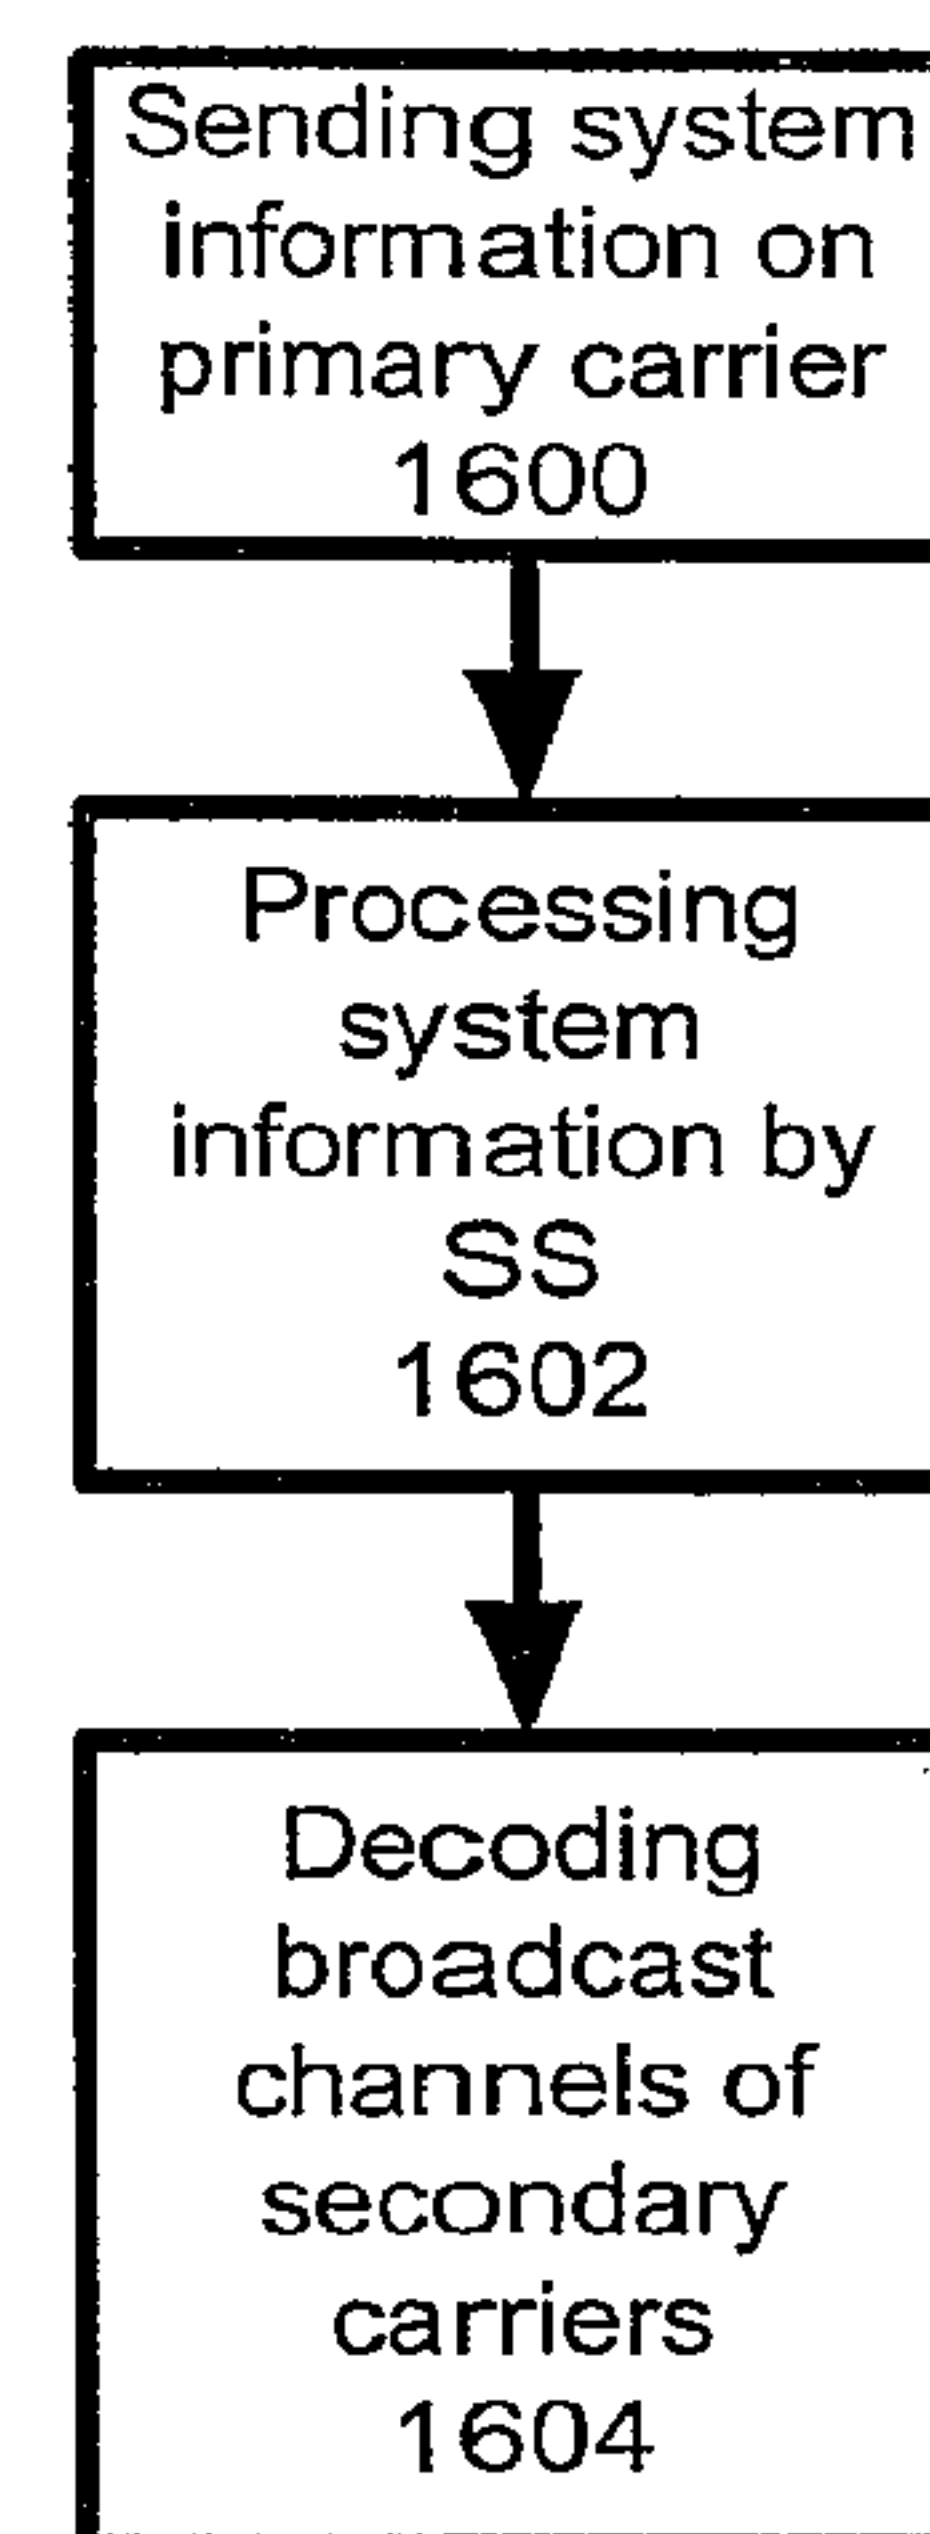 Sending system
information on
primary carrier
1600
Processing
system
information by
SS
1602
Decoding
broadcast
channels of
secondary
carriers
1604